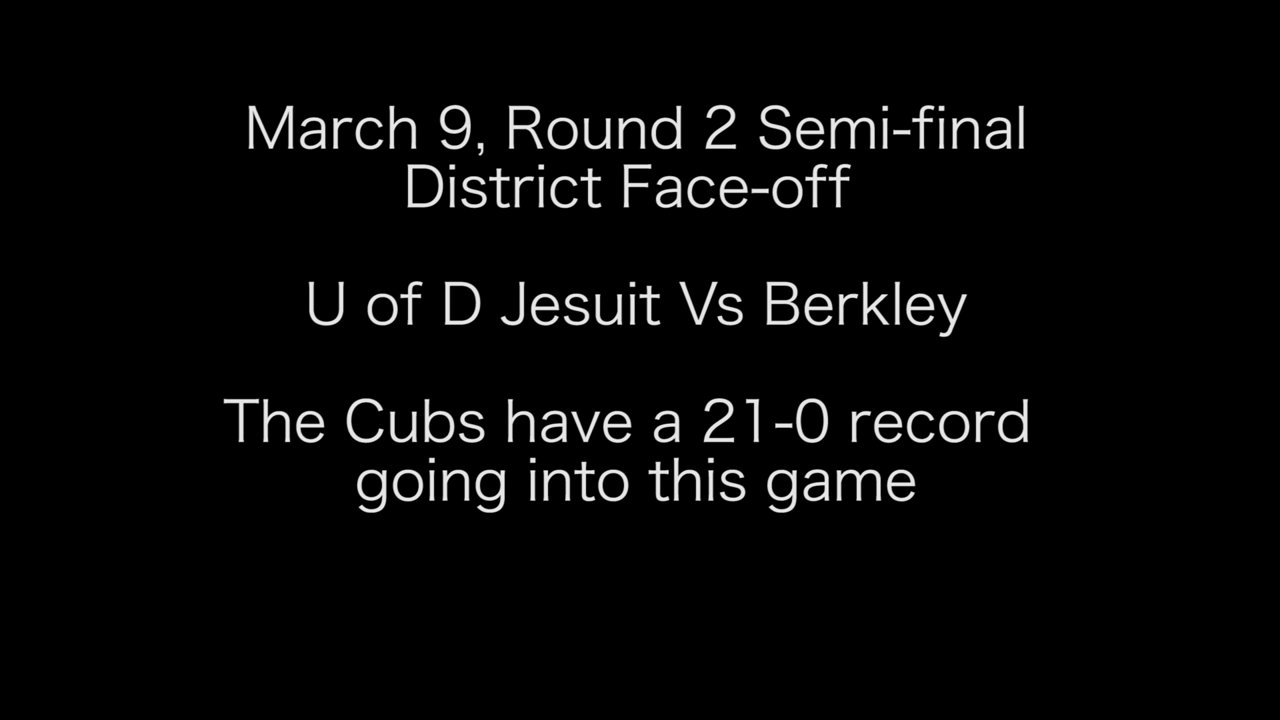 March 9, Round 2 Semi-final
District Face-off
U of D Jesuit Vs Berkley
The Cubs have a 21-0 record
going into this game